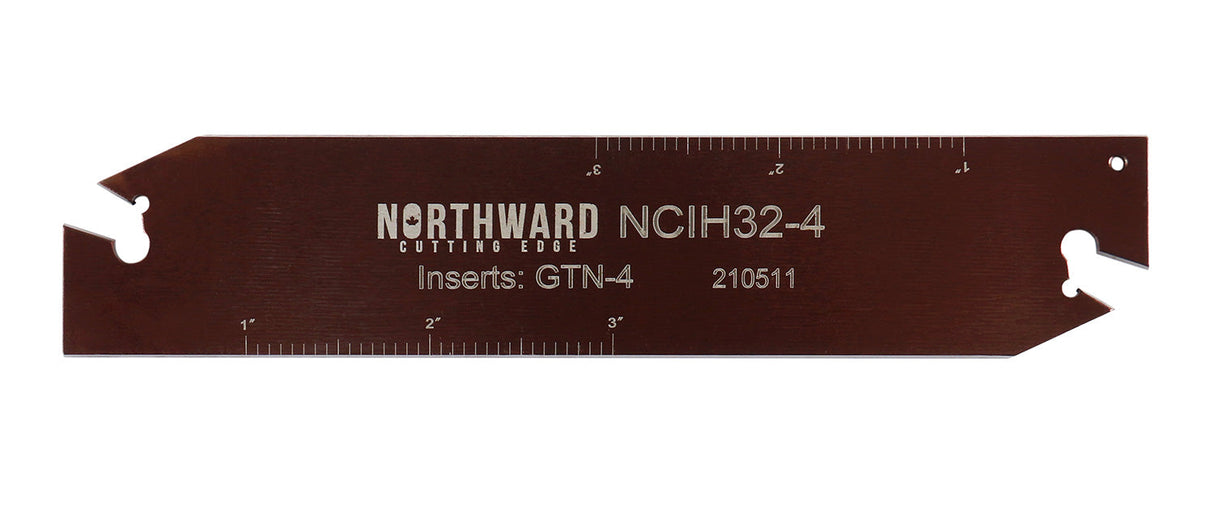 3" 2" 1"
NORTHWARD NCIH32-4
CUTTING EDGE
Inserts: GTN-4 210511
1" 2" 3"